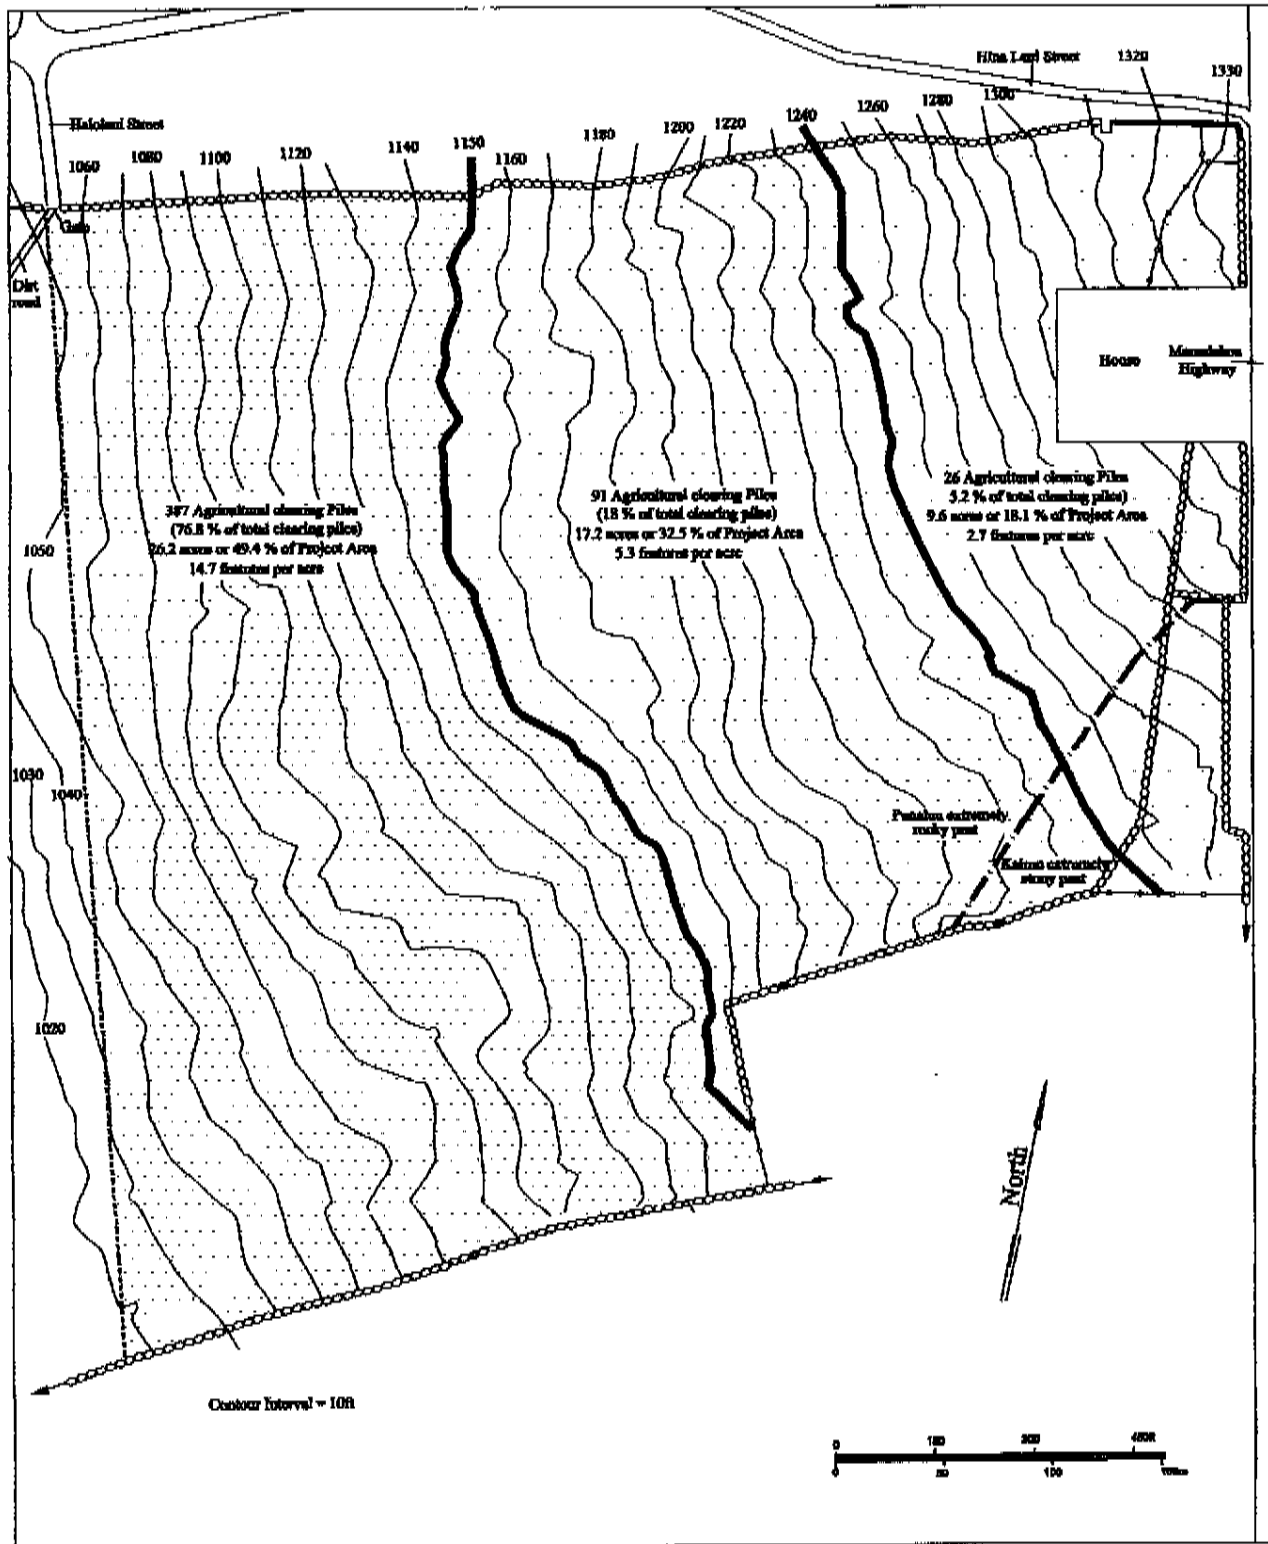 Hina Lani Street
1320
1330
Halolani Street
1060
1080
1100
1120
1140
1150
1160
1180
1200
1220
1240
1260
1280
1300
Gate
Dirt
road
House
Highway
387 Agricultural clearing Piles
(76.8 % of total clearing piles)
26.2 acres or 49.4 % of Project Area
14.7 features per acre
91 Agricultural clearing Piles
(18 % of total clearing piles)
17.2 acres or 32.5 % of Project Area
5.3 features per acre
26 Agricultural clearing Piles
5.2 % of total clearing piles)
9.6 acres or 18.1 % of Project Area
2.7 features per acre
1050
1030
1040
1020
Punaluu extremely
rocky peat
Kaimu extremely
stony peat
North
Contour Interval = 10ft
0
150
300
450ft
0
50
100